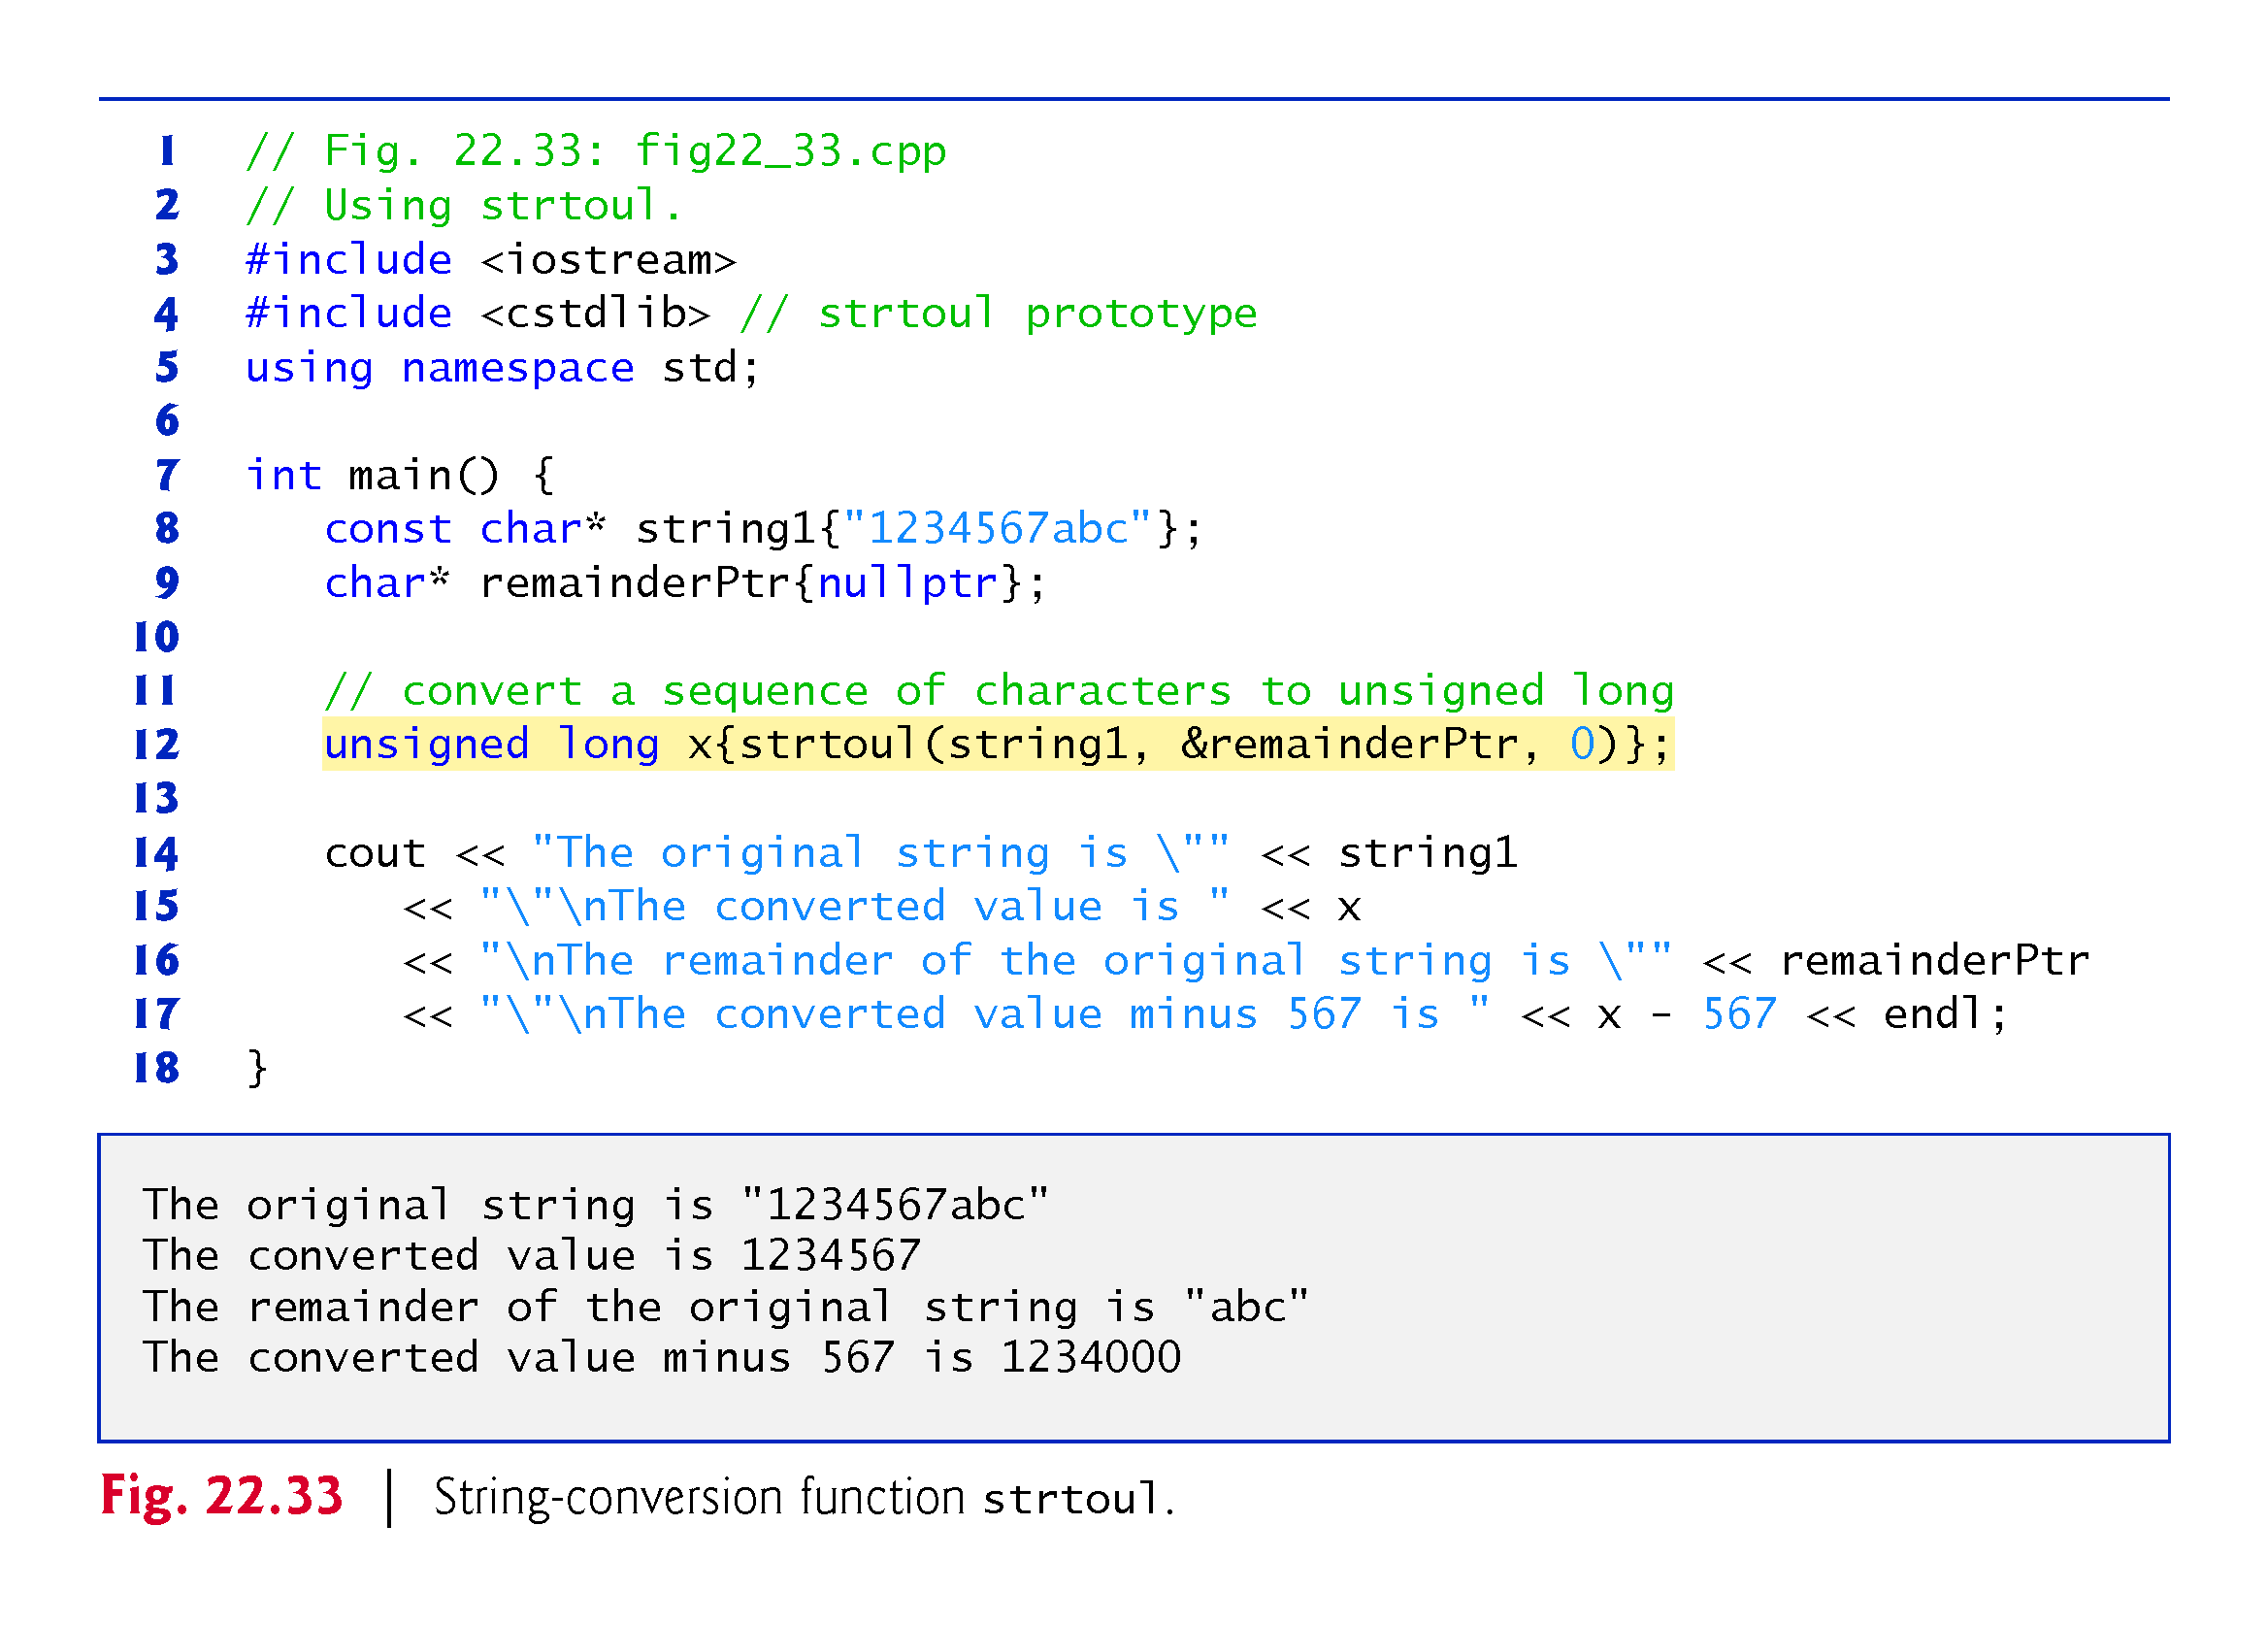 1 // Fig. 22.33: fig22_33.cpp
2 // Using strtoul.
3 #include <iostream>
4 #include <cstdlib> // strtoul prototype
5 using namespace std;
6
7 int main() {
8    const char* string1{"1234567abc"};
9    char* remainderPtr{nullptr};
10
11    // convert a sequence of characters to unsigned long
12    unsigned long x{strtoul(string1, &remainderPtr, 0)};
13
14    cout << "The original string is \"" << string1
15       << "\"\nThe converted value is " << x
16       << "\nThe remainder of the original string is \"" << remainderPtr
17       << "\"\nThe converted value minus 567 is " << x - 567 << endl;
18 }
The original string is "1234567abc"
The converted value is 1234567
The remainder of the original string is "abc"
The converted value minus 567 is 1234000
Fig. 22.33 | String-conversion function strtoul.